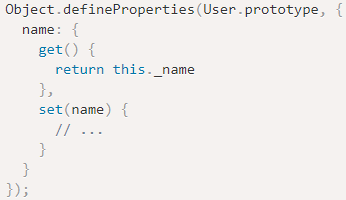 Object.defineProperties(User.prototype, {
  name: {
    get() {
      return this._name
    },
    set(name) {
      // ...
    }
  }
});